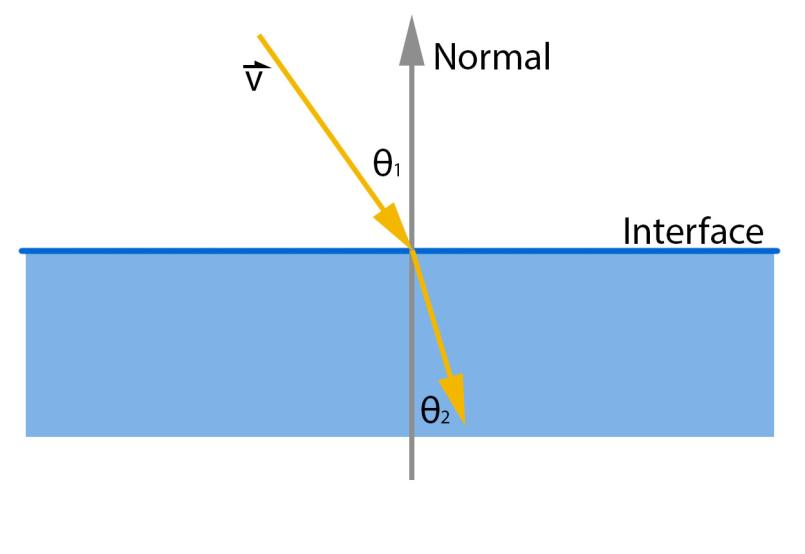 Normal
v⃗
θ₁
Interface
θ₂